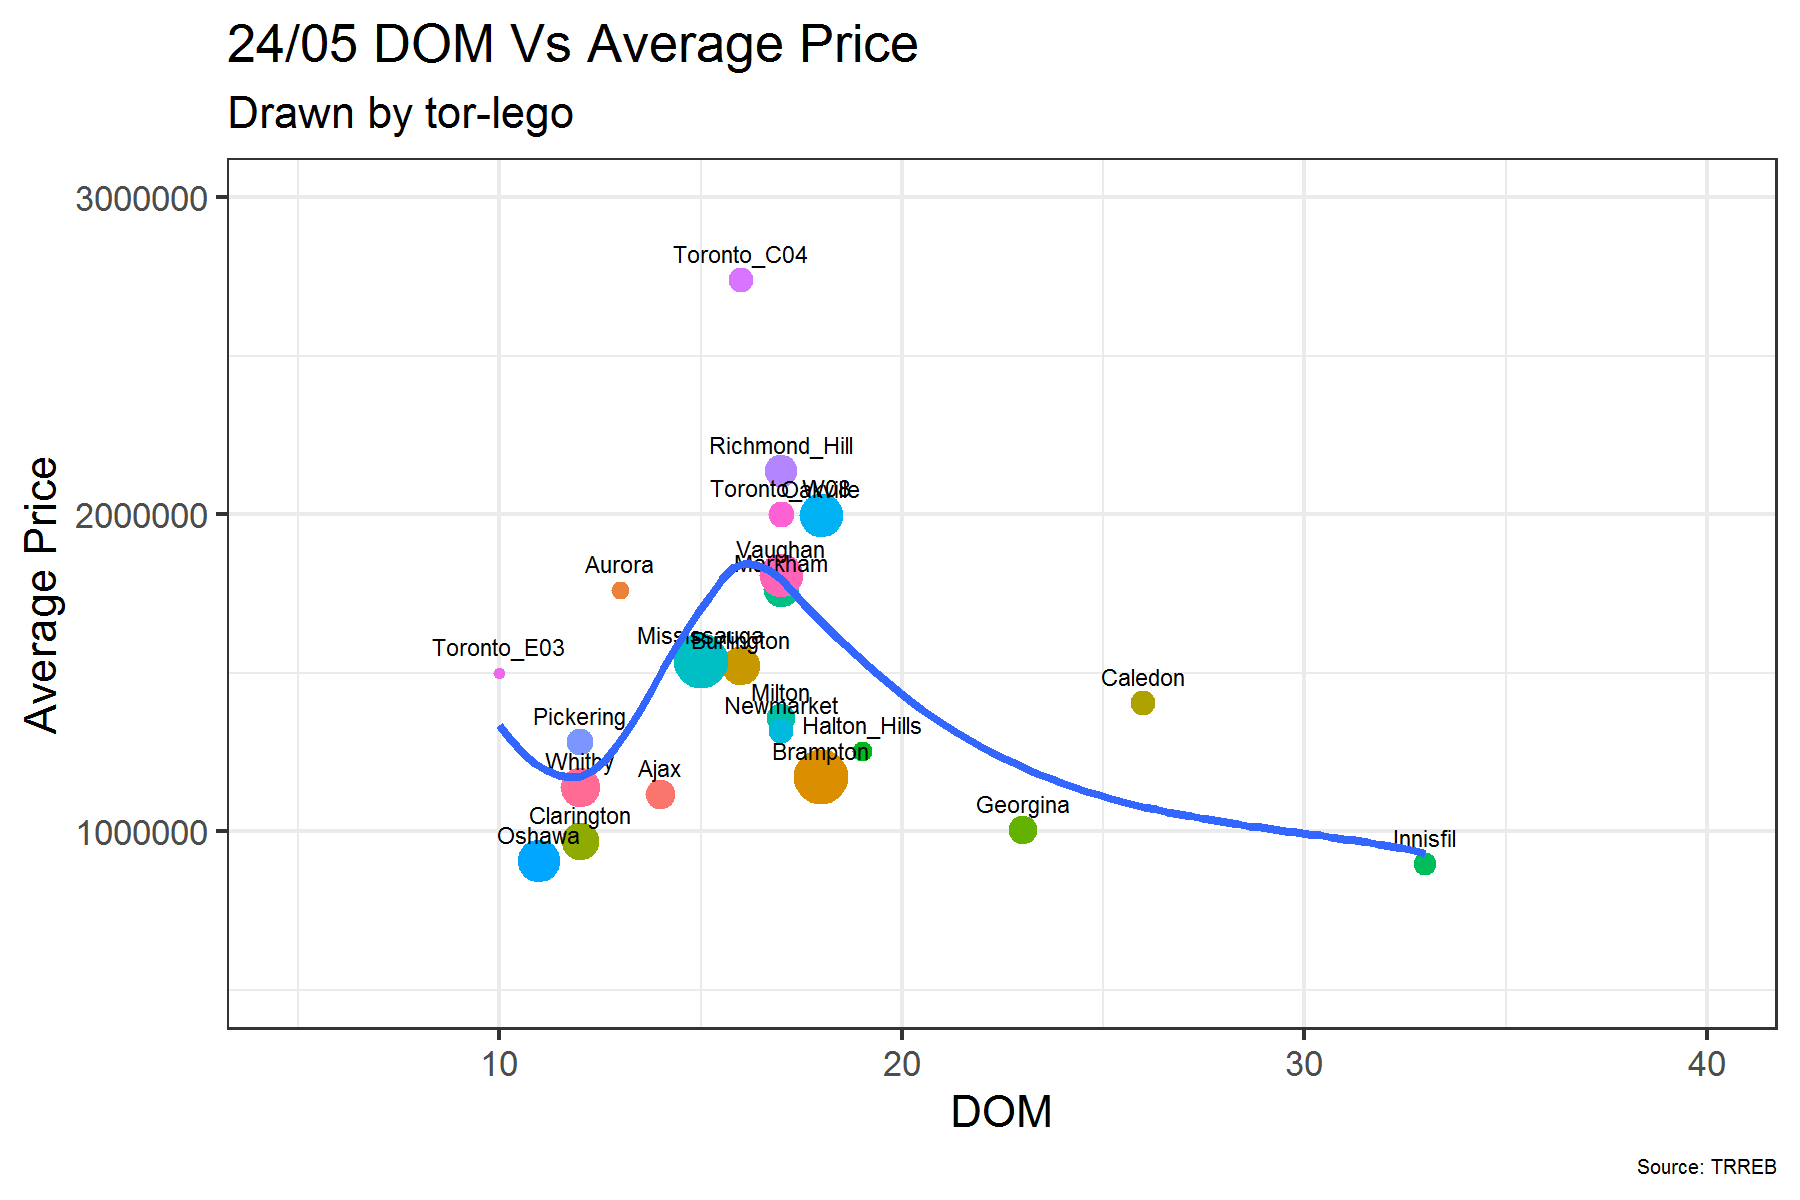 24/05 DOM Vs Average Price
Drawn by tor-lego
3000000
2000000
1000000
Average Price
Toronto_C04
Richmond_Hill
Toronto_W08
Oakville
Vaughan
Markham
Aurora
Mississauga
Burlington
Toronto_E03
Caledon
Milton
Newmarket
Pickering
Halton_Hills
Brampton
Whitby
Ajax
Georgina
Clarington
Oshawa
Innisfil
10
20
30
40
DOM
Source: TRREB